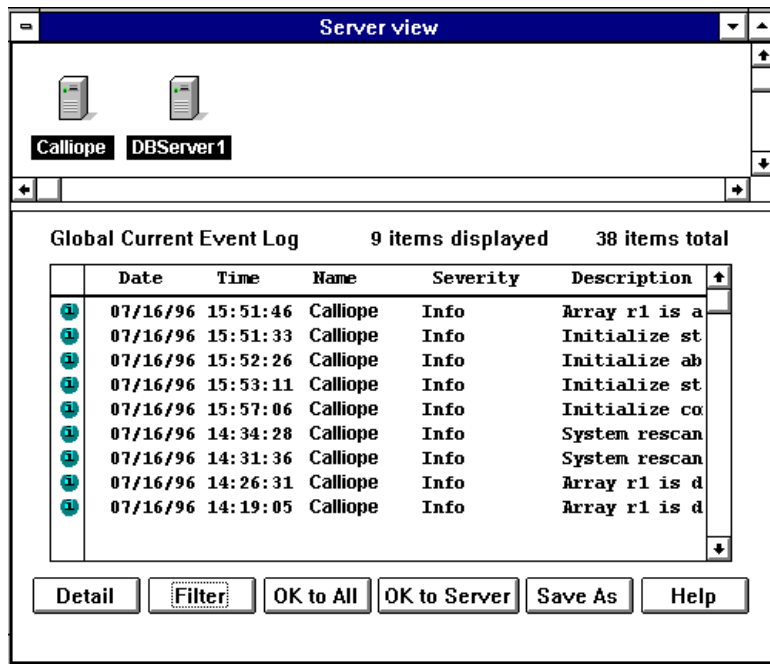 Server view
Calliope DBServer1
Global Current Event Log 9 items displayed 38 items total
Date Time Name Severity Description
07/16/96 15:51:46 Calliope Info Array r1 is a
07/16/96 15:51:33 Calliope Info Initialize st
07/16/96 15:52:26 Calliope Info Initialize ab
07/16/96 15:53:11 Calliope Info Initialize st
07/16/96 15:57:06 Calliope Info Initialize co
07/16/96 14:34:28 Calliope Info System rescan
07/16/96 14:31:36 Calliope Info System rescan
07/16/96 14:26:31 Calliope Info Array r1 is d
07/16/96 14:19:05 Calliope Info Array r1 is d
Detail Filter OK to All OK to Server Save As Help